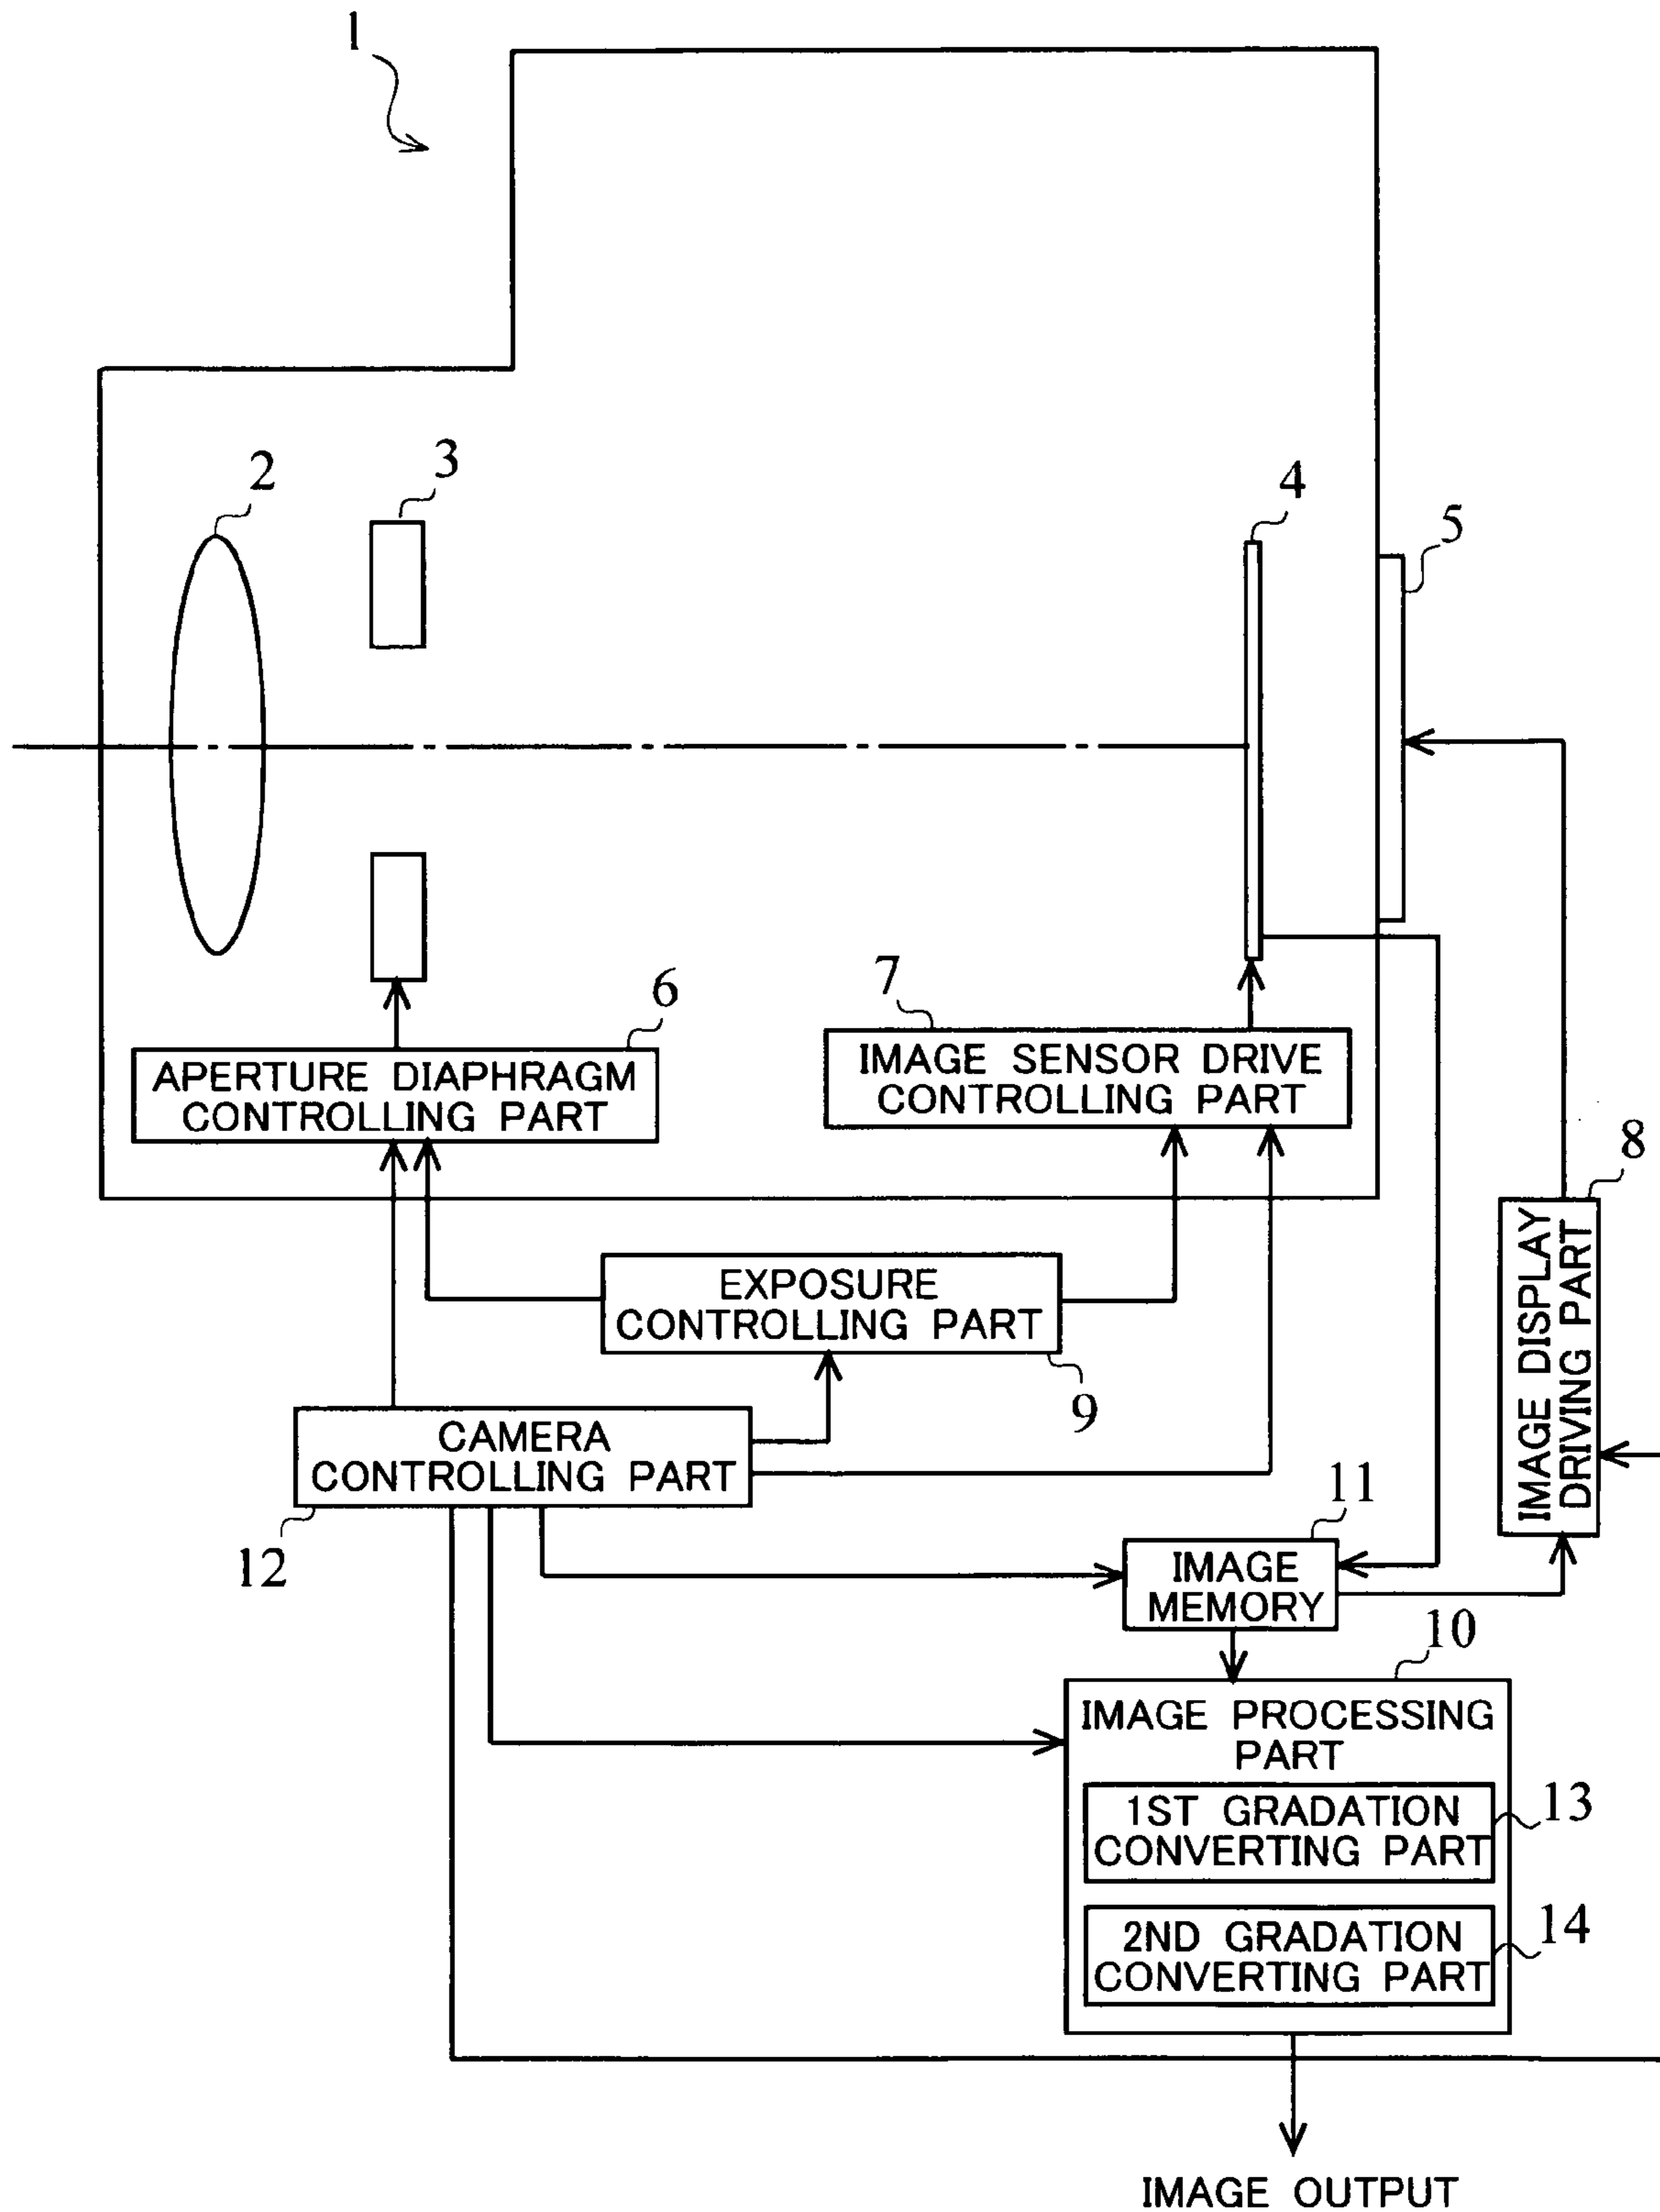 1
2
3
4
5
6
7
APERTURE DIAPHRAGM
CONTROLLING PART
IMAGE SENSOR DRIVE
CONTROLLING PART
8
IMAGE DISPLAY
DRIVING PART
EXPOSURE
CONTROLLING PART
9
CAMERA
CONTROLLING PART
12
11
IMAGE
MEMORY
10
IMAGE PROCESSING
PART
1ST GRADATION
CONVERTING PART
13
2ND GRADATION
CONVERTING PART
14
IMAGE OUTPUT